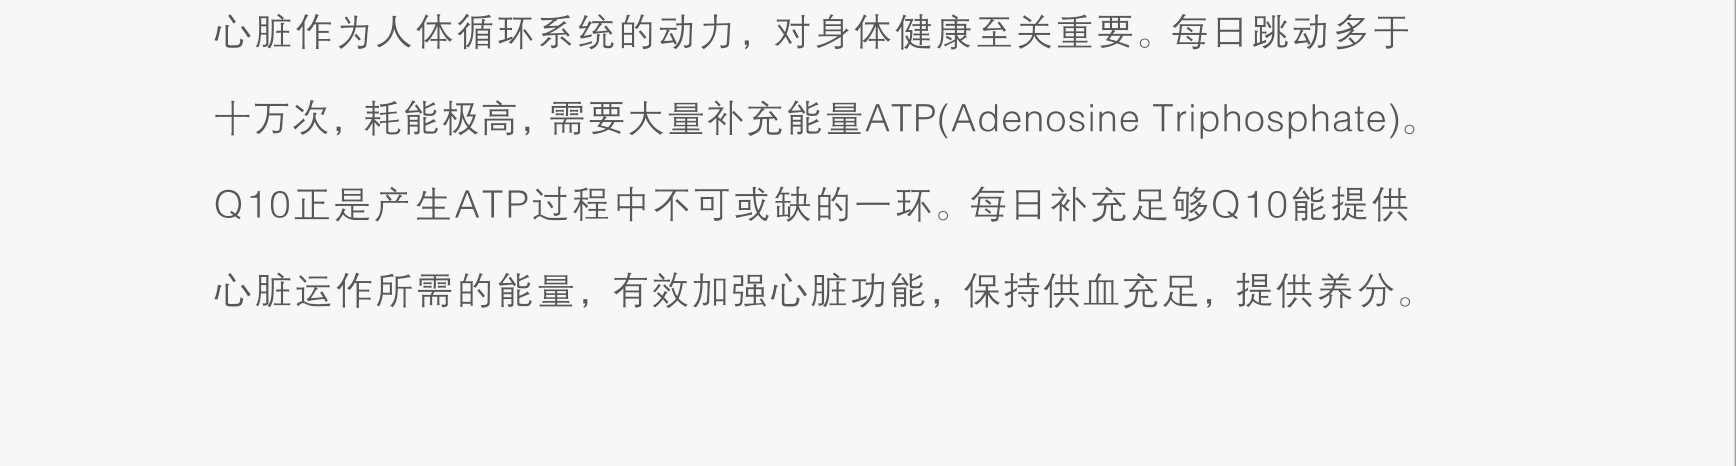 心脏作为人体循环系统的动力，对身体健康至关重要。每日跳动多于
十万次，耗能极高，需要大量补充能量ATP(Adenosine Triphosphate)。
Q10正是产生ATP过程中不可或缺的一环。每日补充足够Q10能提供
心脏运作所需的能量，有效加强心脏功能，保持供血充足，提供养分。